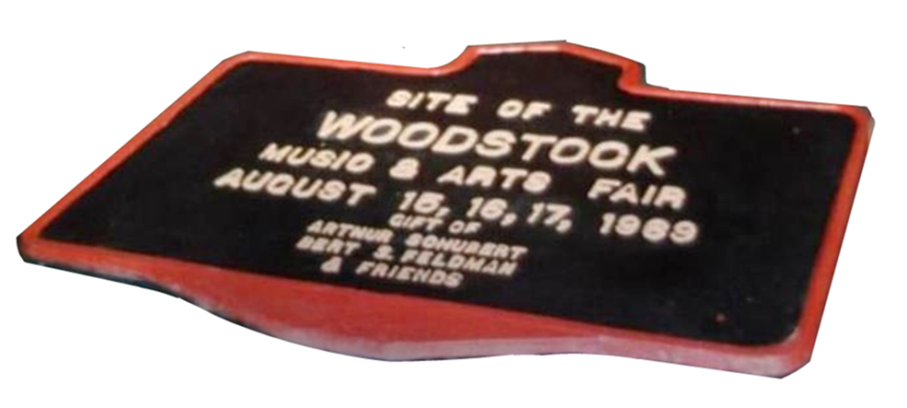 SITE OF THE
WOODSTOCK
MUSIC & ARTS FAIR
AUGUST 15, 16, 17, 1969
GIFT OF
ARTHUR SCHUBERT
BERT S. FELDMAN
& FRIENDS